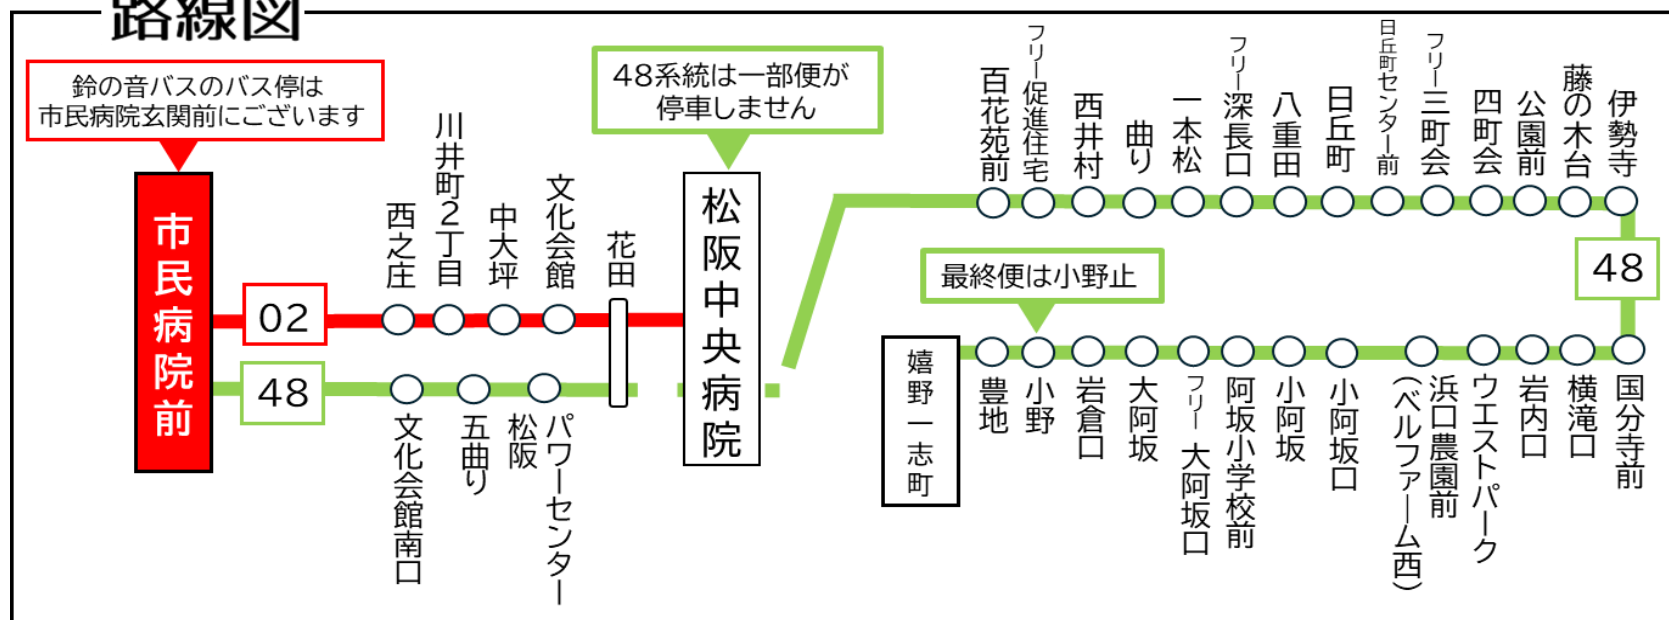 路線図
鈴の音バスのバス停は
市民病院玄関前にございます
48系統は一部便が
停車しません
市民病院前
02
48
西之庄
川井町2丁目
中大坪
文化会館
花田
文化会館南口
五曲り
松阪
パワーセンター
松阪中央病院
百花苑前
フリー促進住宅
西井村
曲り
一本松
フリー深長口
八重田
日丘町
日丘町センター前
フリー三町会
四町会
公園前
藤の木台
伊勢寺
48
最終便は小野止
嬉野一志町
豊地
小野
岩倉口
大阿坂
フリー 大阿坂口
阿坂小学校前
小阿坂
小阿坂口
浜口農園前
(ベルファーム西)
ウエストパーク
岩内口
横滝口
国分寺前